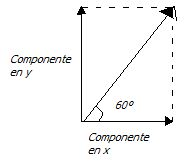 Componente
en y
60º
Componente
en x